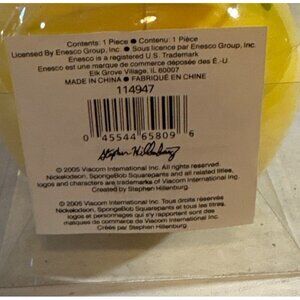 Contents: 1 Piece ● Contenu: 1 Pièce
Licensed By Enesco Group, Inc. ● Sous licence par Enesco Group, Inc.
Enesco is a registered U.S. Trademark
Enesco est une marque de commerce déposée des É.-U
Elk Grove Village, IL 60007
MADE IN CHINA ● FABRIQUÉ EN CHINE
114947
0 45544 65809 6
Stephen Hillenburg
© 2005 Viacom International Inc. All rights reserved.
Nickelodeon, SpongeBob Squarepants and all related titles,
logos and characters are trademarks of Viacom International Inc.
Created by Stephen Hillenburg.
© 2005 Viacom International Inc. Tous droits réservés
Nickelodeon, SpongeBob Squarepants et tous les titres,
logos et personnages qui s'y rapportent sont des
marques de commerce de Viacom International Inc.
Créés par Stephen Hillenburg.